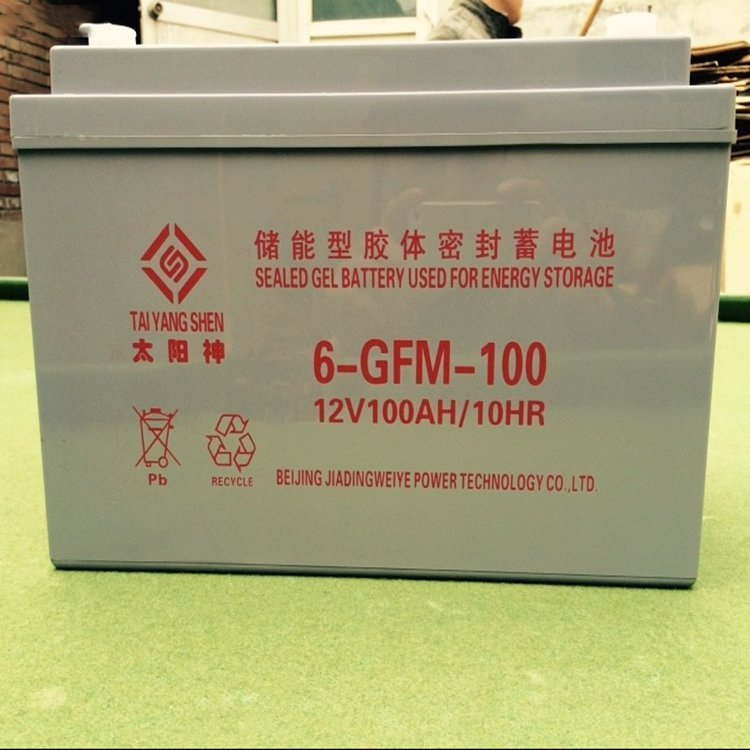 储能型胶体密封蓄电池
SEALED GEL BATTERY USED FOR ENERGY STORAGE
TAI YANG SHEN
太阳神
6-GFM-100
12V100AH/10HR
Pb
RECYCLE
BEIJING JIADINGWEIYE POWER TECHNOLOGY CO.,LTD.